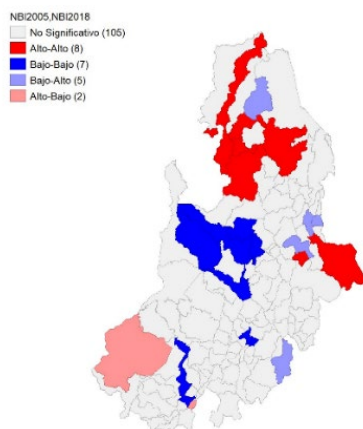 NBI2005,NBI2018
No Significativo (105)
Alto-Alto (8)
Bajo-Bajo (7)
Bajo-Alto (5)
Alto-Bajo (2)